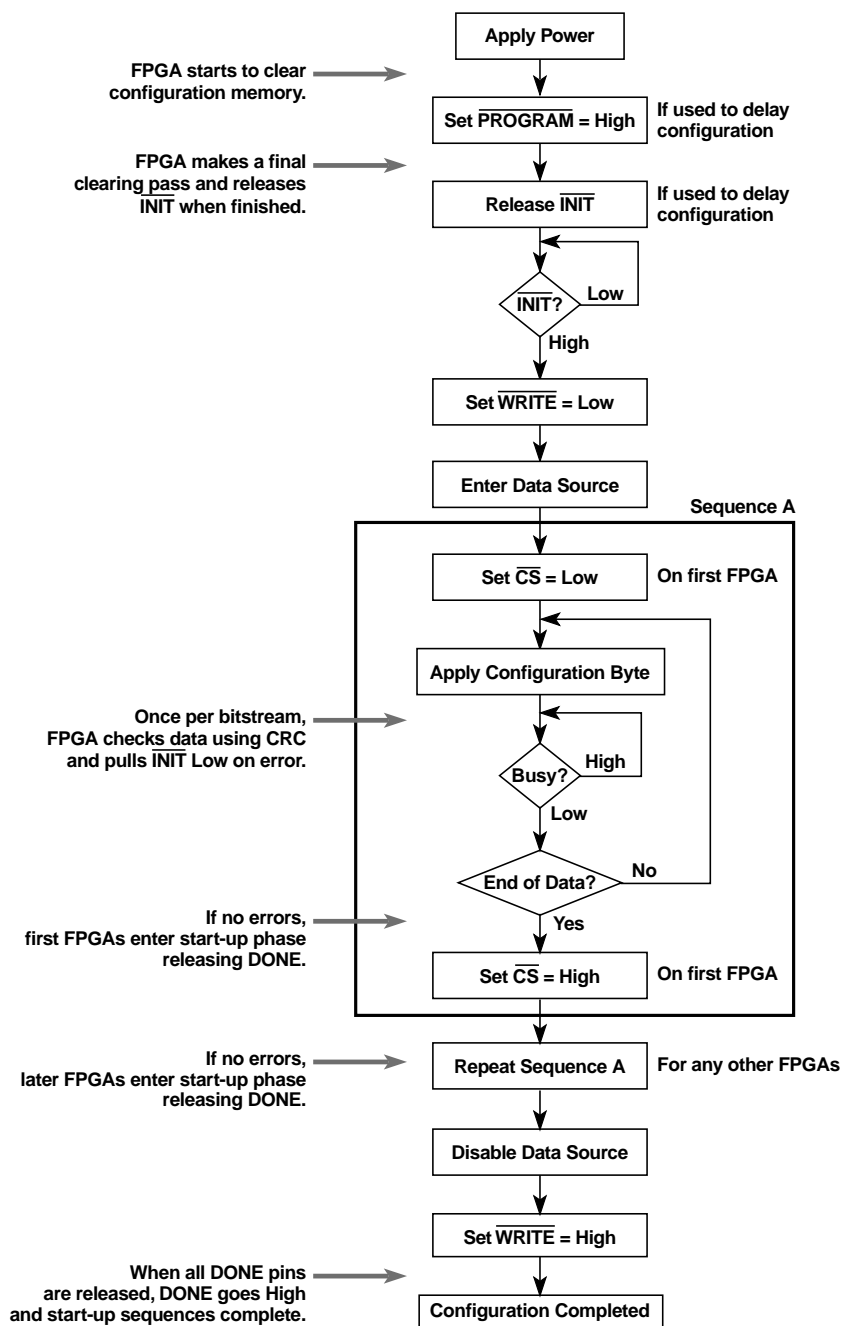 Apply Power
FPGA starts to clear
configuration memory.
Set PROGRAM = High
If used to delay
configuration
FPGA makes a final
clearing pass and releases
INIT when finished.
Release INIT
If used to delay
configuration
INIT?
Low
High
Set WRITE = Low
Enter Data Source
Sequence A
Set CS = Low
On first FPGA
Apply Configuration Byte
Once per bitstream,
FPGA checks data using CRC
and pulls INIT Low on error.
Busy?
High
Low
End of Data?
No
Yes
If no errors,
first FPGAs enter start-up phase
releasing DONE.
Set CS = High
On first FPGA
If no errors,
later FPGAs enter start-up phase
releasing DONE.
Repeat Sequence A
For any other FPGAs
Disable Data Source
Set WRITE = High
When all DONE pins
are released, DONE goes High
and start-up sequences complete.
Configuration Completed